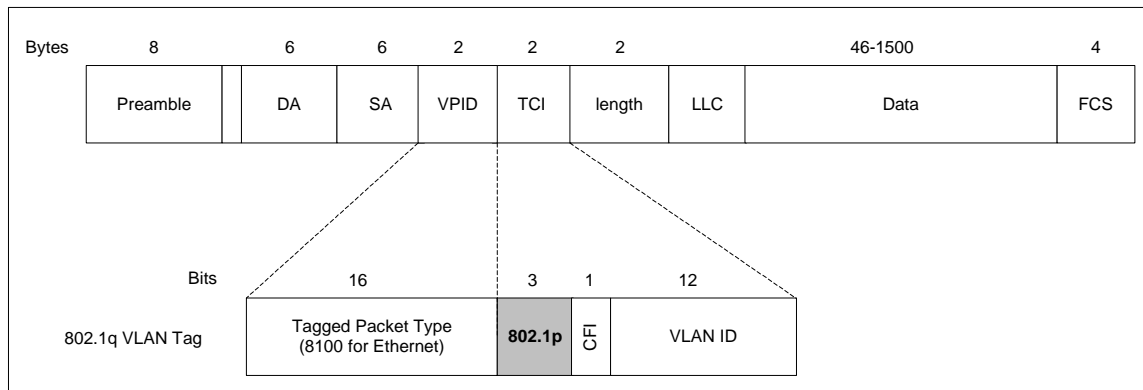 Bytes 8 6 6 2 2 2 46-1500 4
Preamble DA SA VPID TCI length LLC Data FCS
Bits 16 3 1 12
802.1q VLAN Tag Tagged Packet Type (8100 for Ethernet) 802.1p CFI VLAN ID